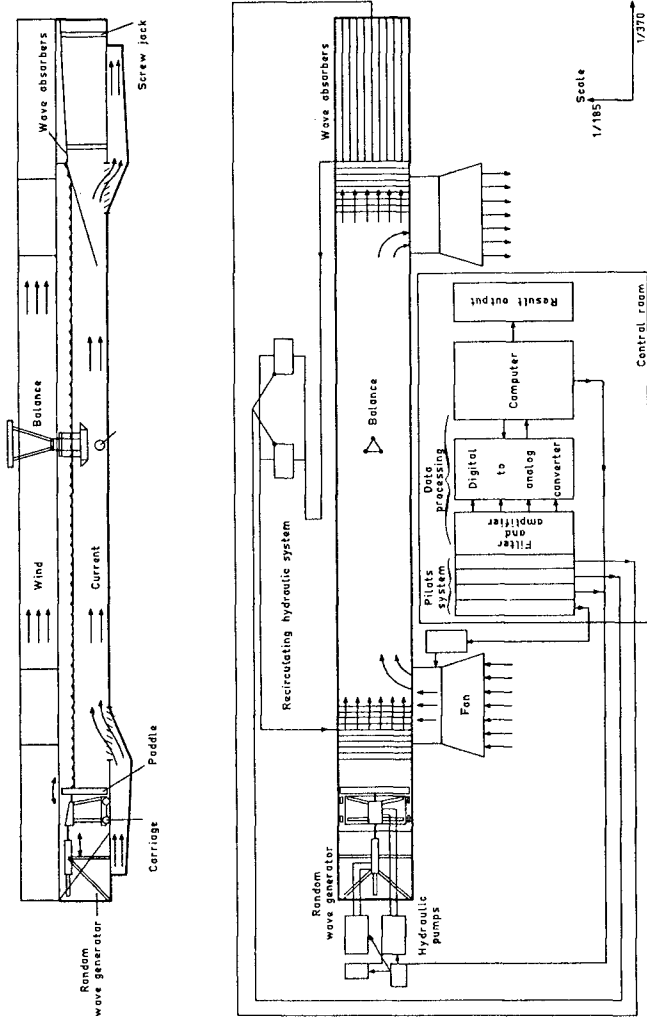 Random
wave generator
Carriage
Paddle
Wind
Current
Balance
Wave absorbers
Screw jack
Recirculating hydraulic system
Wave absorbers
Balance
Random
wave generator
Hydraulic
pumps
Fan
Pilots system
Data
processing
Filter
and
amplifier
Digital
to
analog
converter
Computer
Result output
Control room
Scale
1/185
1/370